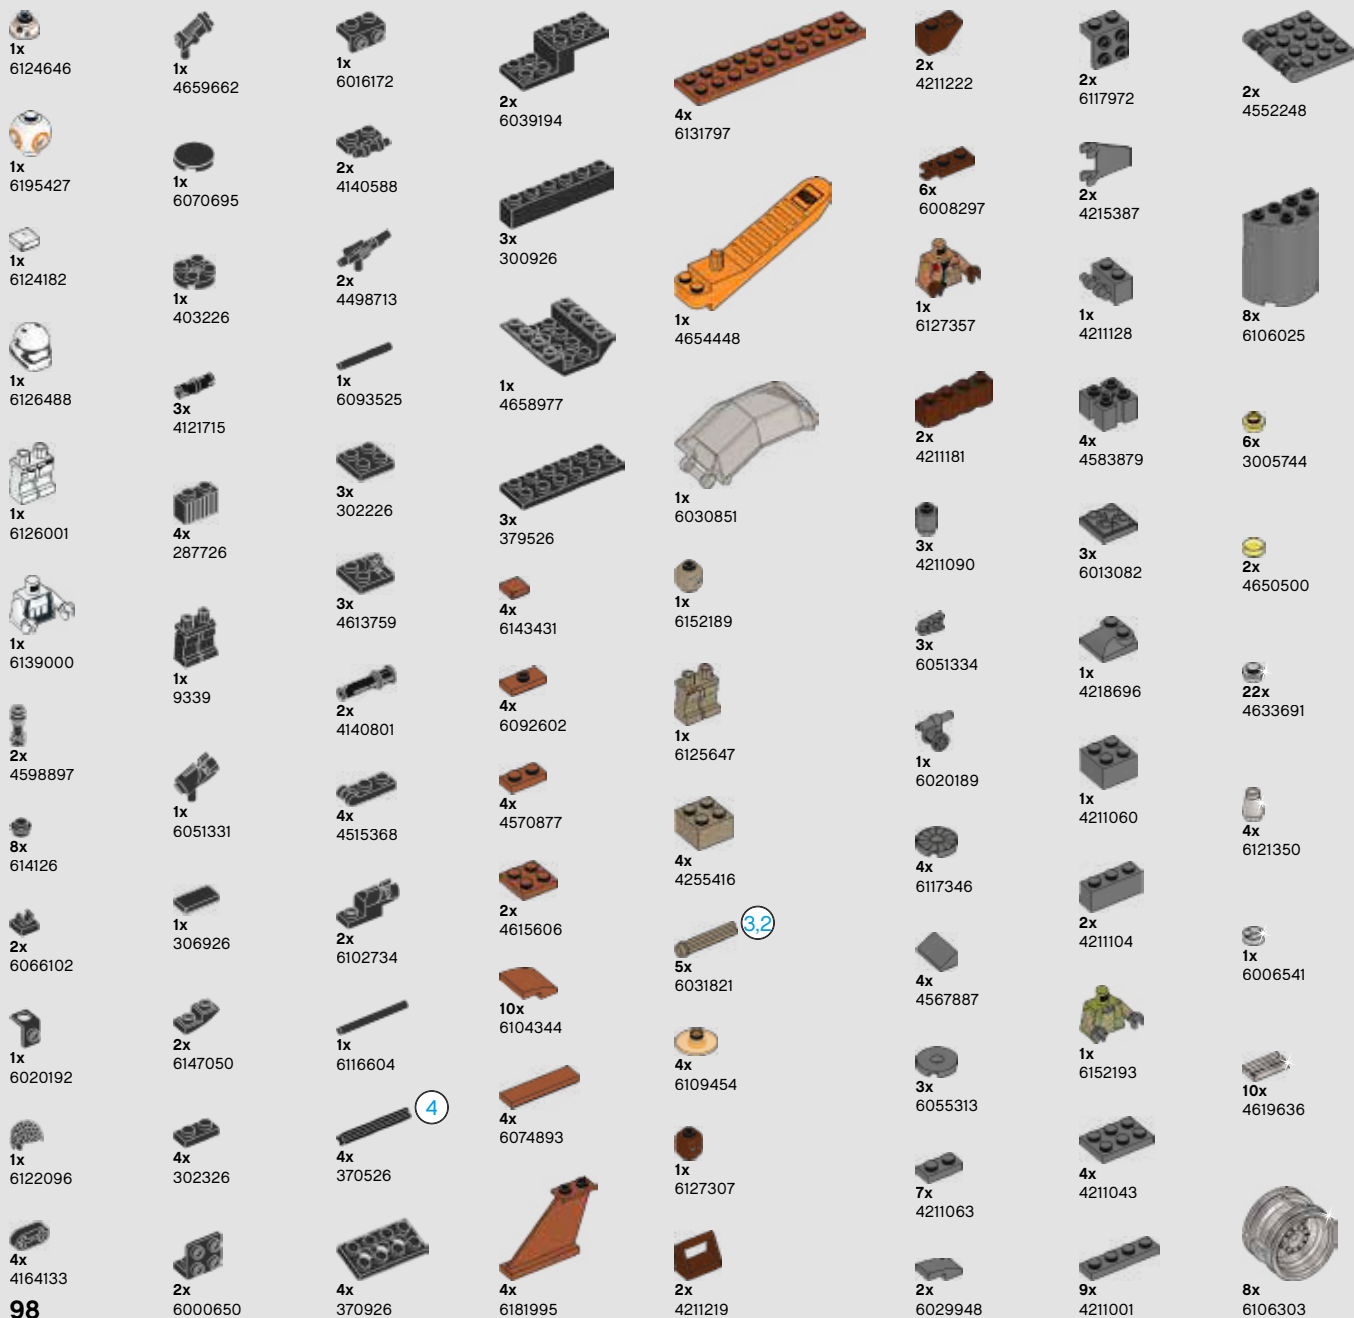 1x
6124646
1x
6195427
1x
6124182
1x
6126488
1x
6126001
1x
6139000
2x
4598897
8x
614126
2x
6066102
1x
6020192
1x
6122096
4x
4164133
98
1x
4659662
1x
6070695
1x
403226
3x
4121715
4x
287726
1x
9339
1x
6051331
1x
306926
2x
6147050
4x
302326
2x
6000650
1x
6016172
2x
4140588
2x
4498713
1x
6093525
3x
302226
3x
4613759
2x
4140801
4x
4515368
2x
6102734
1x
6116604
4
4x
370526
4x
370926
2x
6039194
3x
300926
1x
4658977
3x
379526
4x
6143431
4x
6092602
4x
4570877
2x
4615606
10x
6104344
4x
6074893
4x
6181995
4x
6131797
1x
4654448
1x
6030851
1x
6152189
1x
6125647
4x
4255416
3,2
5x
6031821
4x
6109454
1x
6127307
2x
4211219
2x
4211222
6x
6008297
1x
6127357
2x
4211181
3x
4211090
3x
6051334
1x
6020189
4x
6117346
4x
4567887
3x
6055313
7x
4211063
2x
6029948
2x
6117972
2x
4215387
1x
4211128
4x
4583879
3x
6013082
1x
4218696
1x
4211060
2x
4211104
1x
6152193
4x
4211043
9x
4211001
2x
4552248
8x
6106025
6x
3005744
2x
4650500
22x
4633691
4x
6121350
1x
6006541
10x
4619636
8x
6106303